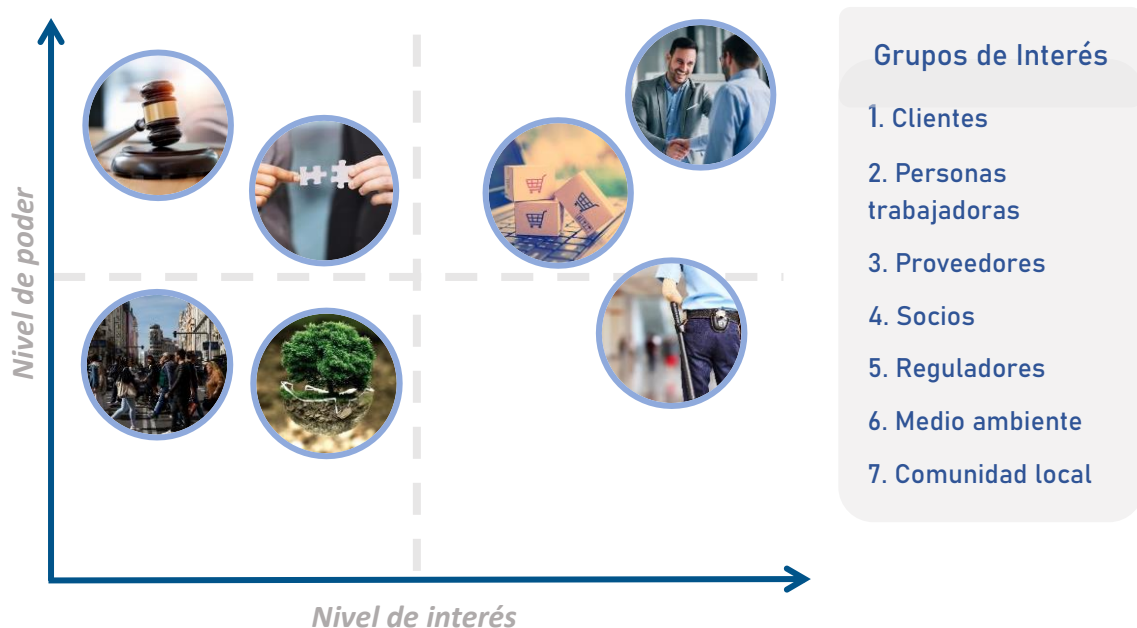 Nivel de poder
Nivel de interés
Grupos de Interés
1. Clientes
2. Personas
trabajadoras
3. Proveedores
4. Socios
5. Reguladores
6. Medio ambiente
7. Comunidad local